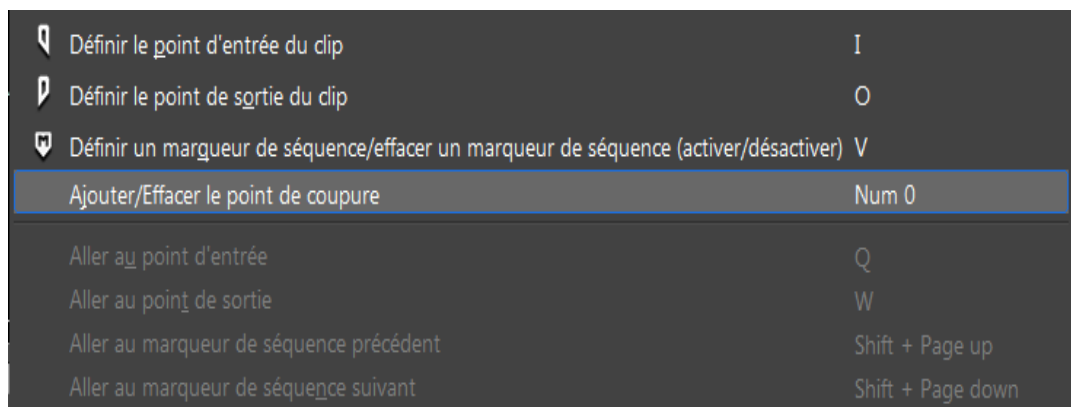 Définir le point d'entrée du clip I
Définir le point de sortie du clip O
Définir un marqueur de séquence/effacer un marqueur de séquence (activer/désactiver) V
Ajouter/Effacer le point de coupure Num 0
Aller au point d'entrée Q
Aller au point de sortie W
Aller au marqueur de séquence précédent Shift + Page up
Aller au marqueur de séquence suivant Shift + Page down